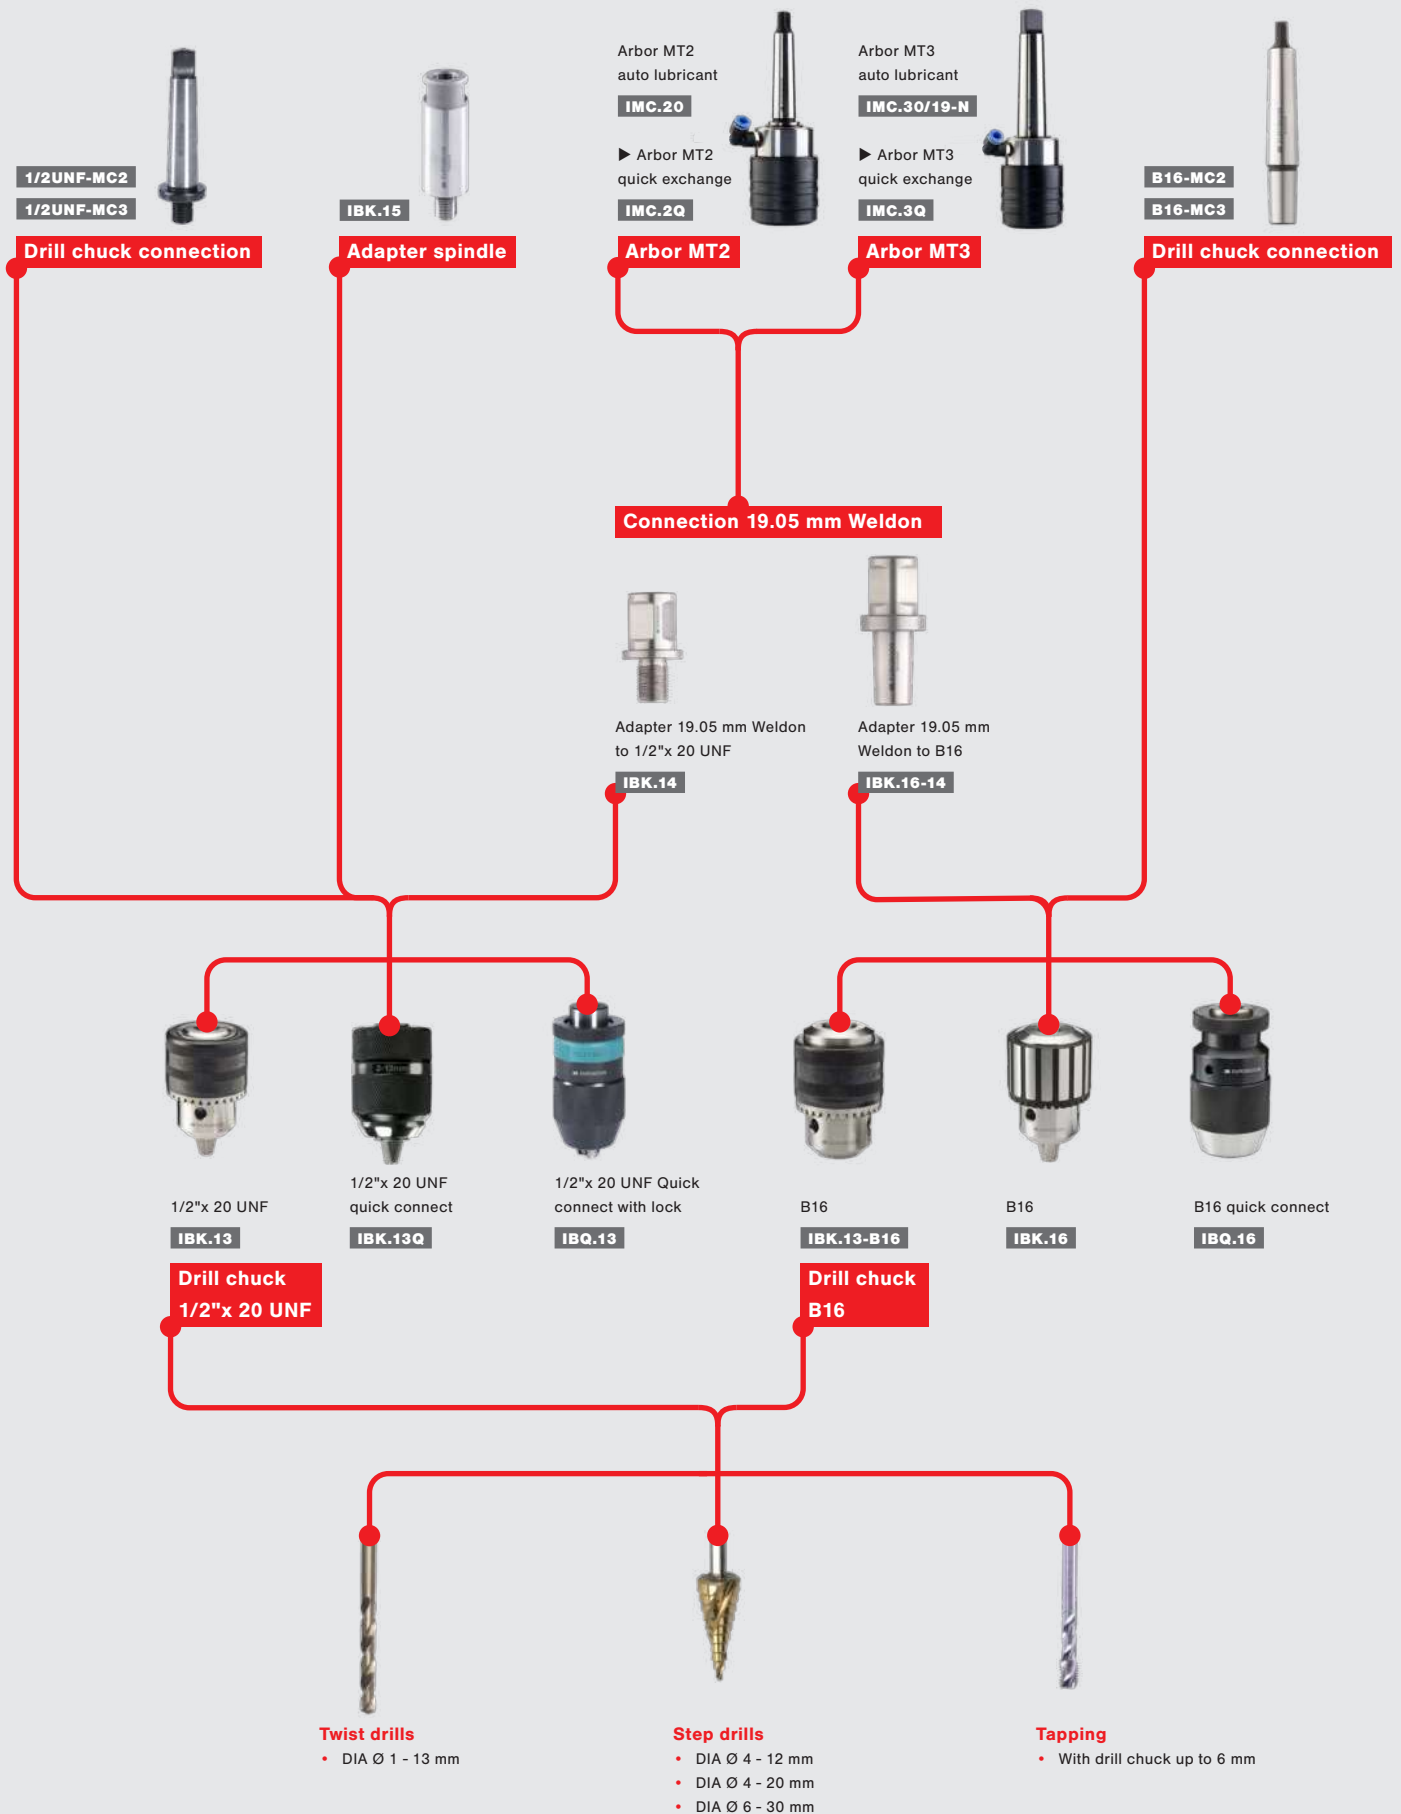 1/2UNF-MC2
1/2UNF-MC3
Drill chuck connection
IBK.15
Adapter spindle
Arbor MT2
auto lubricant
IMC.20
▶ Arbor MT2
quick exchange
IMC.2Q
Arbor MT2
Arbor MT3
auto lubricant
IMC.30/19-N
▶ Arbor MT3
quick exchange
IMC.3Q
Arbor MT3
B16-MC2
B16-MC3
Drill chuck connection
Connection 19.05 mm Weldon
Adapter 19.05 mm Weldon
to 1/2"x 20 UNF
IBK.14
Adapter 19.05 mm
Weldon to B16
IBK.16-14
1/2"x 20 UNF
IBK.13
1/2"x 20 UNF
quick connect
IBK.13Q
1/2"x 20 UNF Quick
connect with lock
IBQ.13
B16
IBK.13-B16
B16
IBK.16
B16 quick connect
IBQ.16
Drill chuck
1/2"x 20 UNF
Drill chuck
B16
Twist drills
• DIA Ø 1 - 13 mm
Step drills
• DIA Ø 4 - 12 mm
• DIA Ø 4 - 20 mm
• DIA Ø 6 - 30 mm
Tapping
• With drill chuck up to 6 mm